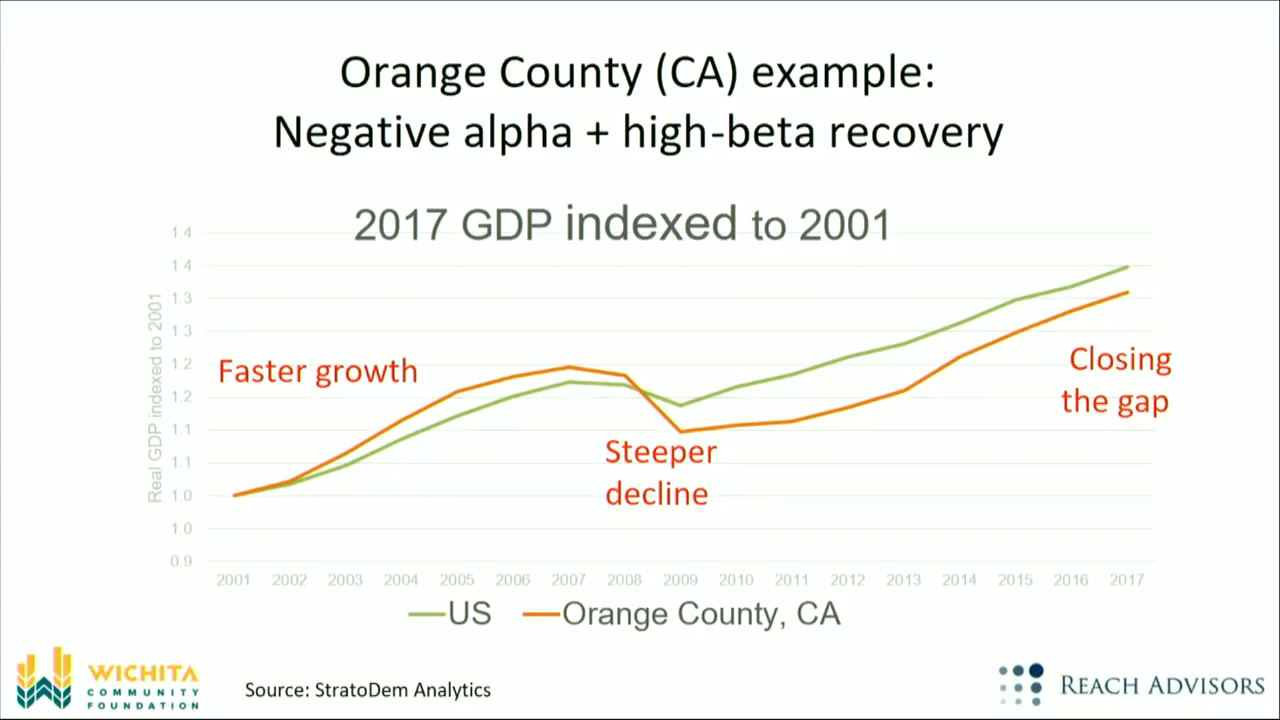 Orange County (CA) example:
Negative alpha + high-beta recovery
2017 GDP indexed to 2001
Real GDP indexed to 2001
1.4
1.4
1.3
1.3
1.2
1.2
1.1
1.1
1.0
1.0
0.9
Faster growth
Steeper
decline
Closing
the gap
2001 2002 2003 2004 2005 2006 2007 2008 2009 2010 2011 2012 2013 2014 2015 2016 2017
US Orange County, CA
WICHITA
COMMUNITY
FOUNDATION
Source: StratoDem Analytics
REACH ADVISORS